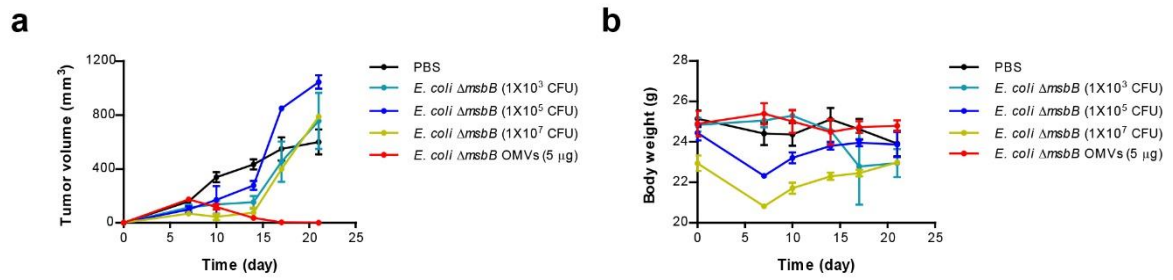 a
Tumor volume (mm³)
1200
800
400
0
0
5
10
15
20
25
Time (day)
PBS
E. coli ΔmsbB (1X10³ CFU)
E. coli ΔmsbB (1X10⁵ CFU)
E. coli ΔmsbB (1X10⁷ CFU)
E. coli ΔmsbB OMVs (5 μg)
b
Body weight (g)
28
26
24
22
20
0
5
10
15
20
25
Time (day)
PBS
E. coli ΔmsbB (1X10³ CFU)
E. coli ΔmsbB (1X10⁵ CFU)
E. coli ΔmsbB (1X10⁷ CFU)
E. coli ΔmsbB OMVs (5 μg)